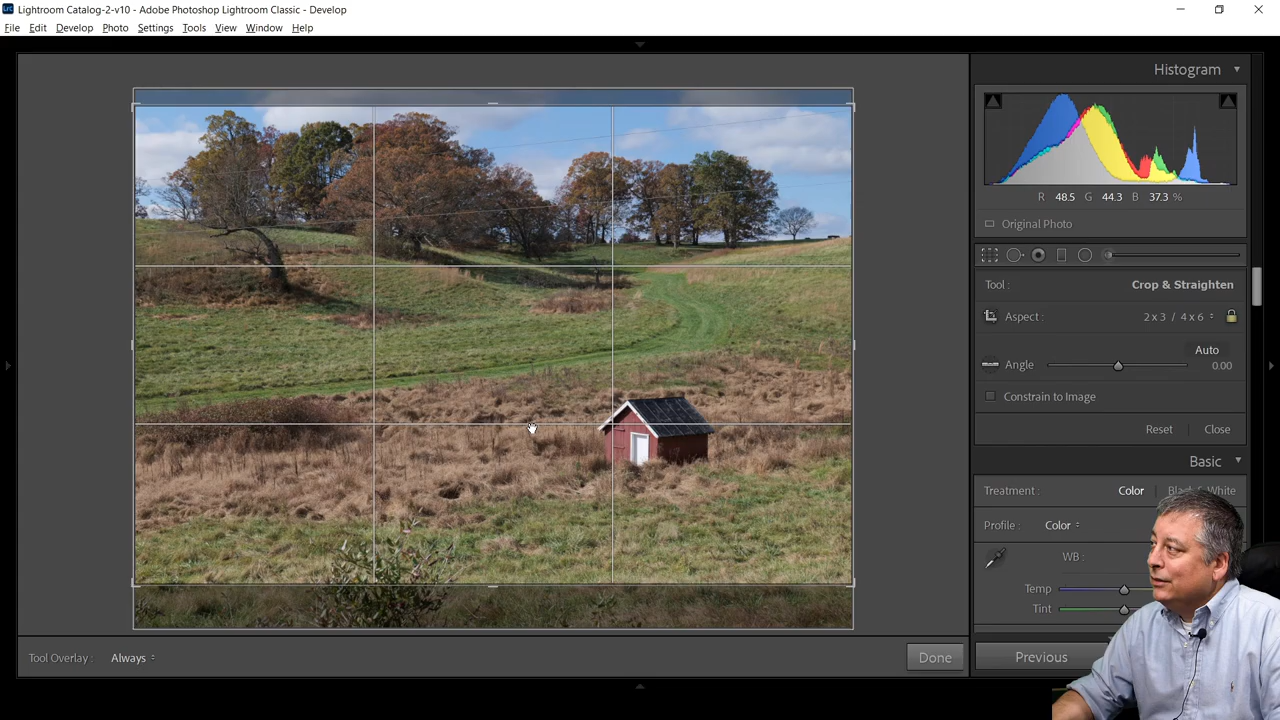 Lightroom Catalog-2-v10 - Adobe Photoshop Lightroom Classic - Develop
File Edit Develop Photo Settings Tools View Window Help
Histogram
R 48.5 G 44.3 B 37.3 %
Original Photo
Tool : Crop & Straighten
Aspect : 2 x 3 / 4 x 6
Auto
Angle 0.00
Constrain to Image
Reset Close
Basic
Treatment : Color Black & White
Profile : Color
WB :
Temp
Tint
Tool Overlay : Always
Done
Previous